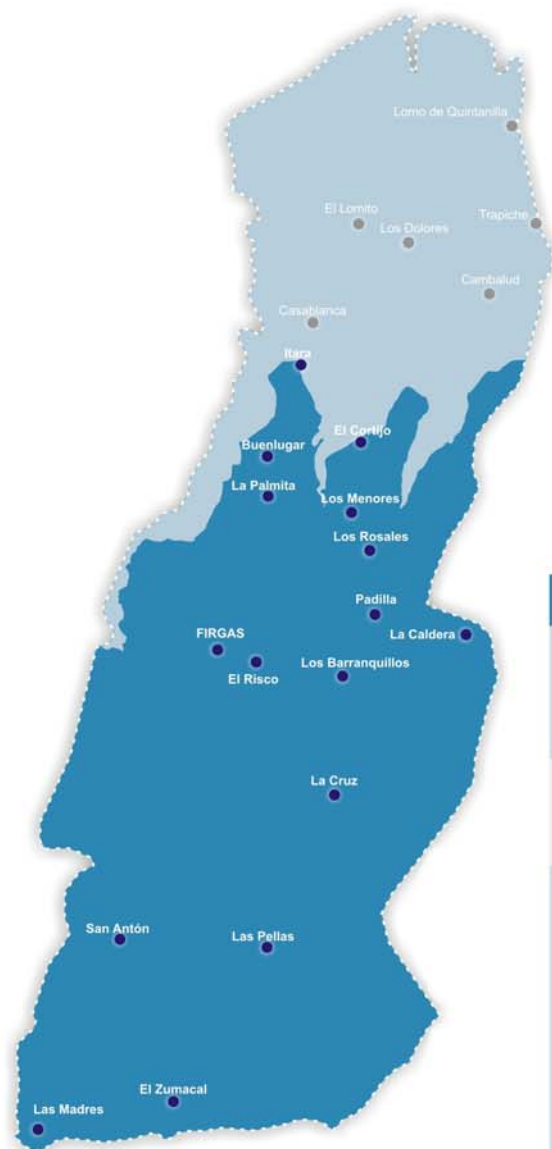 Lomo de Quintanilla
El Lomito
Trapiche
Los Dolores
Cambalud
Casablanca
Itara
El Cortijo
Buenlugar
La Palmita
Los Menores
Los Rosales
Padilla
La Caldera
FIRGAS
Los Barranquillos
El Risco
La Cruz
San Antón
Las Pellas
El Zumacal
Las Madres